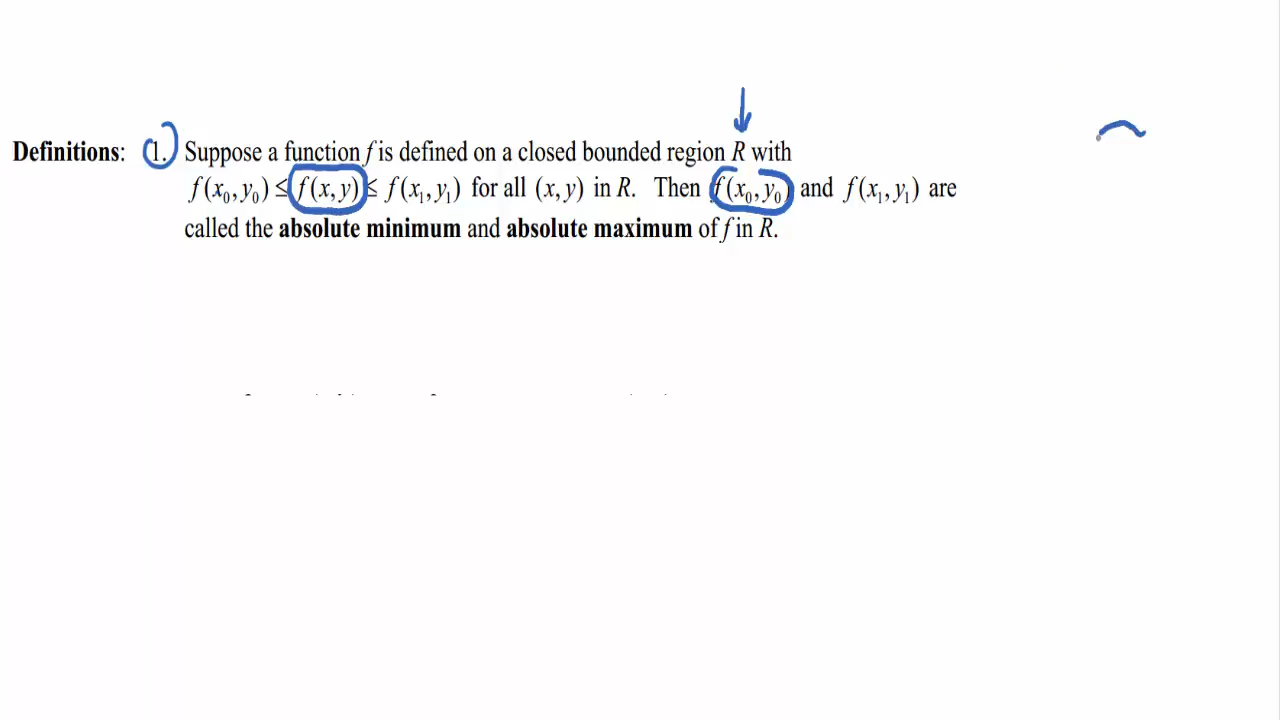 Definitions: 1. Suppose a function f is defined on a closed bounded region R with
f(x₀, y₀) ≤ f(x, y) ≤ f(x₁, y₁) for all (x, y) in R. Then f(x₀, y₀) and f(x₁, y₁) are
called the absolute minimum and absolute maximum of f in R.